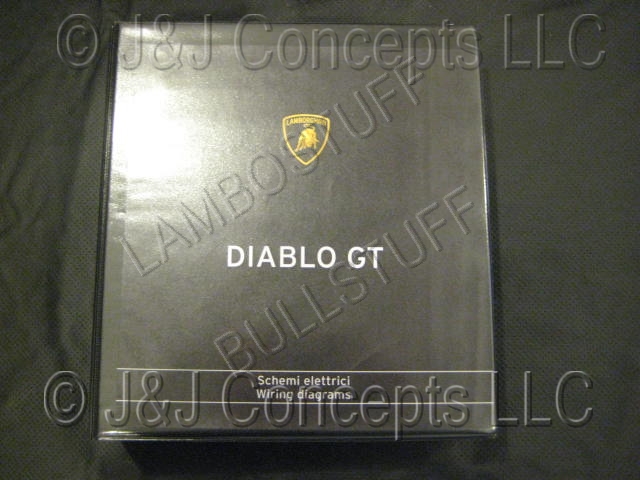 © J&J Concepts LLC
LAMBORGHINI
LAMBOSTUFF
DIABLO GT
BULLSTUFF
Schemi elettrici
Wiring diagrams
© J&J Concepts LLC